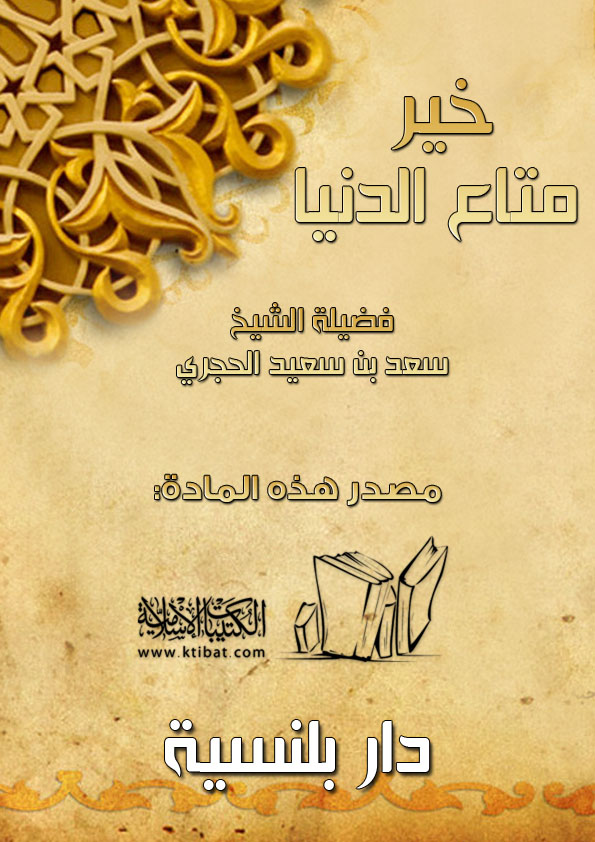 خير
متاع الدنيا
فضيلة الشيخ
سعد بن سعيد الحجري
مصدر هذه المادة:
الكتيبات الإسلامية
www.ktibat.com
دار بلنسية